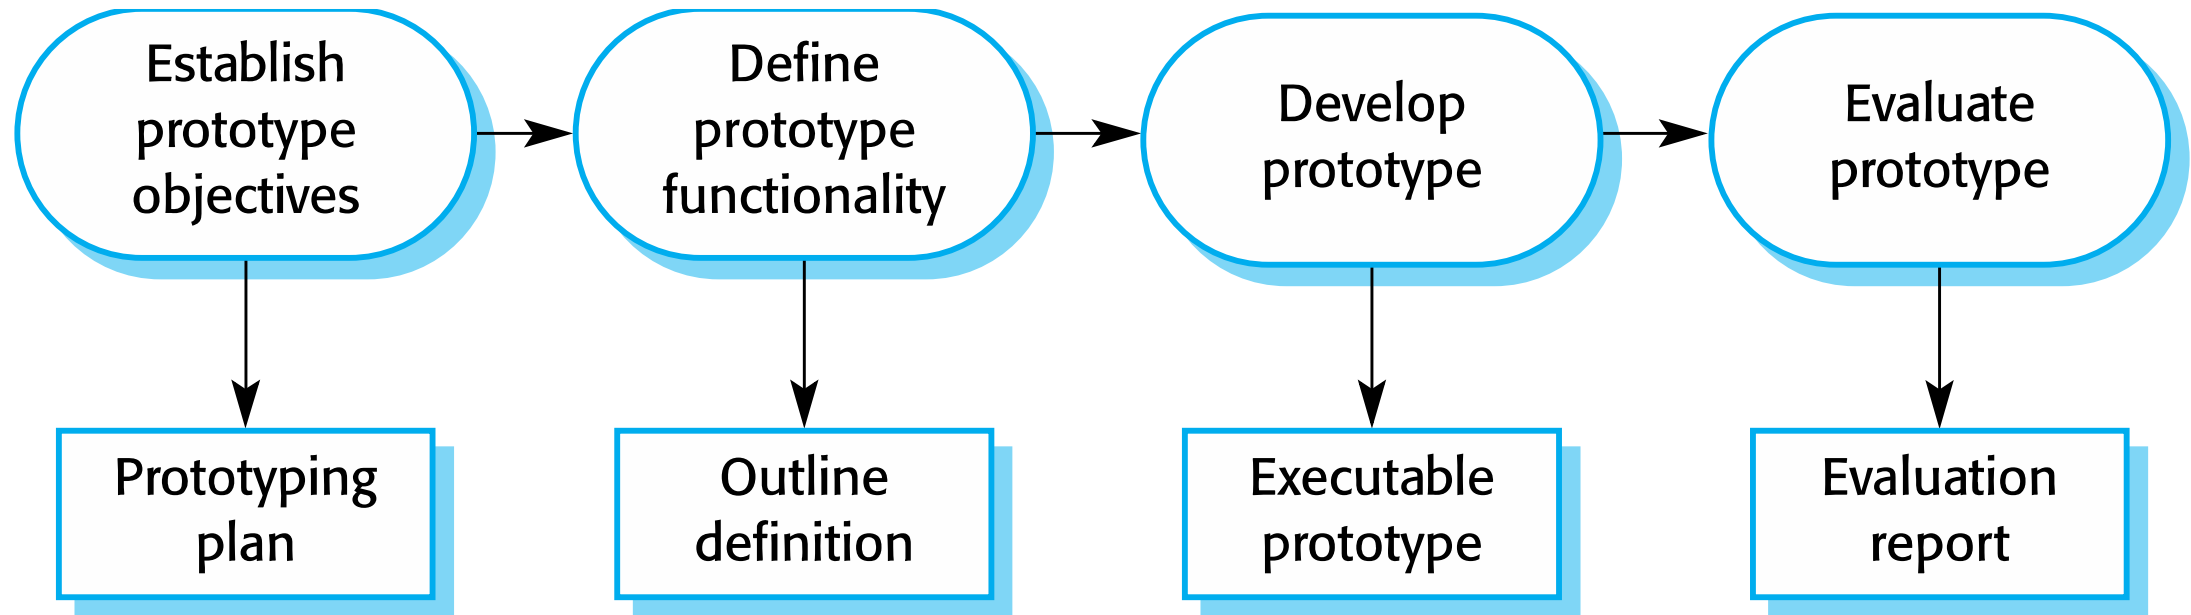 Establish
prototype
objectives
Define
prototype
functionality
Develop
prototype
Evaluate
prototype
Prototyping
plan
Outline
definition
Executable
prototype
Evaluation
report